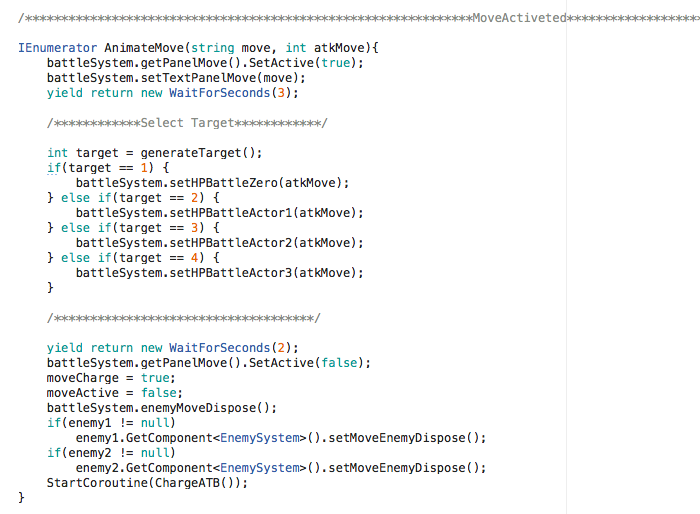 /**************************************************************MoveActiveted******************
IEnumerator AnimateMove(string move, int atkMove){
    battleSystem.getPanelMove().SetActive(true);
    battleSystem.setTextPanelMove(move);
    yield return new WaitForSeconds(3);
    /************Select Target************/
    int target = generateTarget();
    if(target == 1) {
        battleSystem.setHPBattleZero(atkMove);
    } else if(target == 2) {
        battleSystem.setHPBattleActor1(atkMove);
    } else if(target == 3) {
        battleSystem.setHPBattleActor2(atkMove);
    } else if(target == 4) {
        battleSystem.setHPBattleActor3(atkMove);
    }
    /************************************/
    yield return new WaitForSeconds(2);
    battleSystem.getPanelMove().SetActive(false);
    moveCharge = true;
    moveActive = false;
    battleSystem.enemyMoveDispose();
    if(enemy1 != null)
        enemy1.GetComponent<EnemySystem>().setMoveEnemyDispose();
    if(enemy2 != null)
        enemy2.GetComponent<EnemySystem>().setMoveEnemyDispose();
    StartCoroutine(ChargeATB());
}